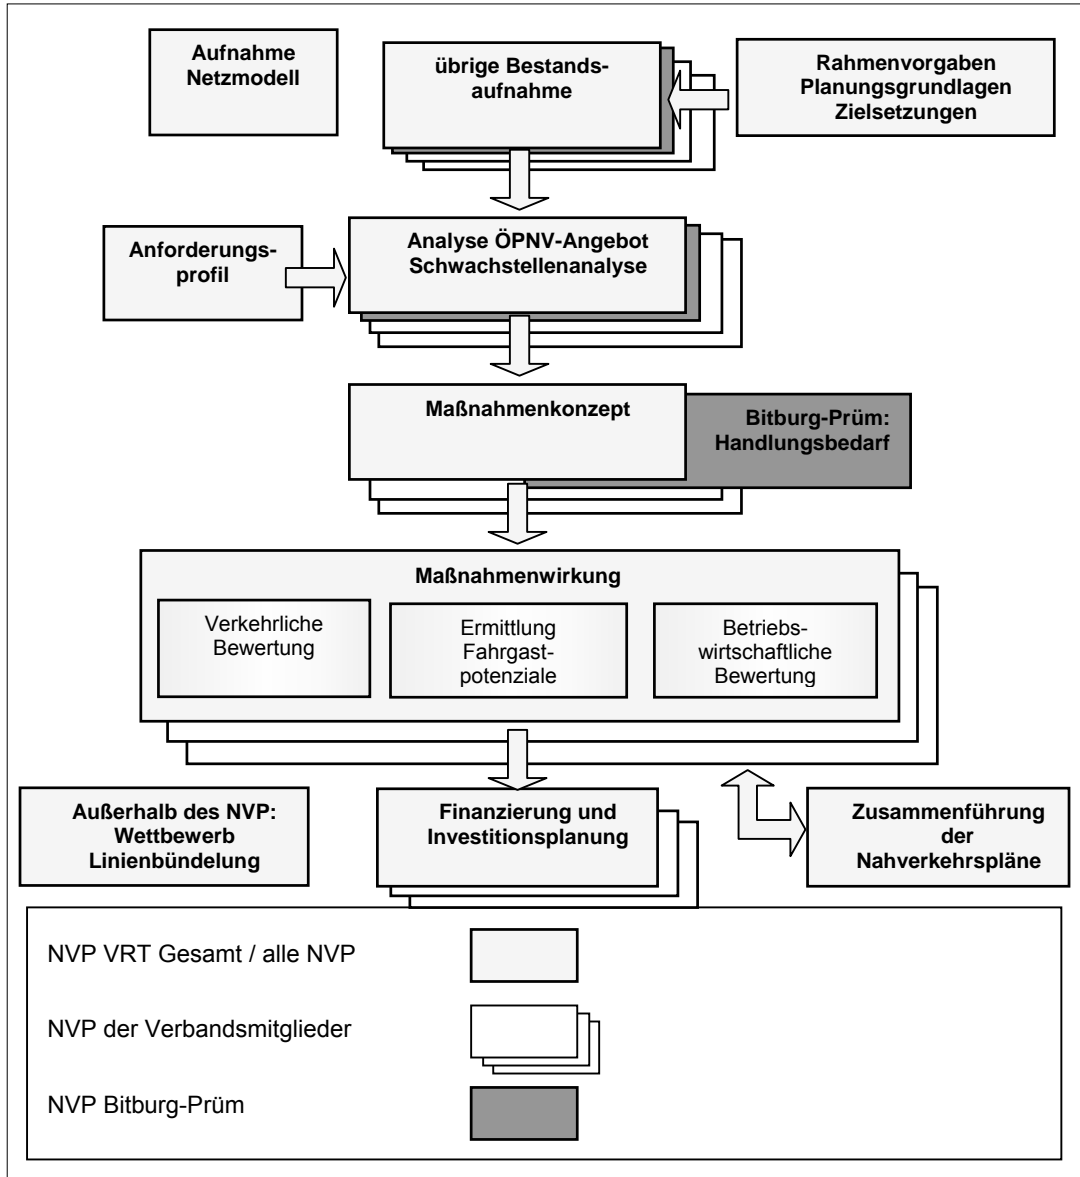 Aufnahme
Netzmodell
übrige Bestands-
aufnahme
Rahmenvorgaben
Planungsgrundlagen
Zielsetzungen
Anforderungs-
profil
Analyse ÖPNV-Angebot
Schwachstellenanalyse
Maßnahmenkonzept
Bitburg-Prüm:
Handlungsbedarf
Maßnahmenwirkung
Verkehrliche
Bewertung
Ermittlung
Fahrgast-
potenziale
Betriebs-
wirtschaftliche
Bewertung
Außerhalb des NVP:
Wettbewerb
Linienbündelung
Finanzierung und
Investitionsplanung
Zusammenführung
der
Nahverkehrspläne
NVP VRT Gesamt / alle NVP
NVP der Verbandsmitglieder
NVP Bitburg-Prüm